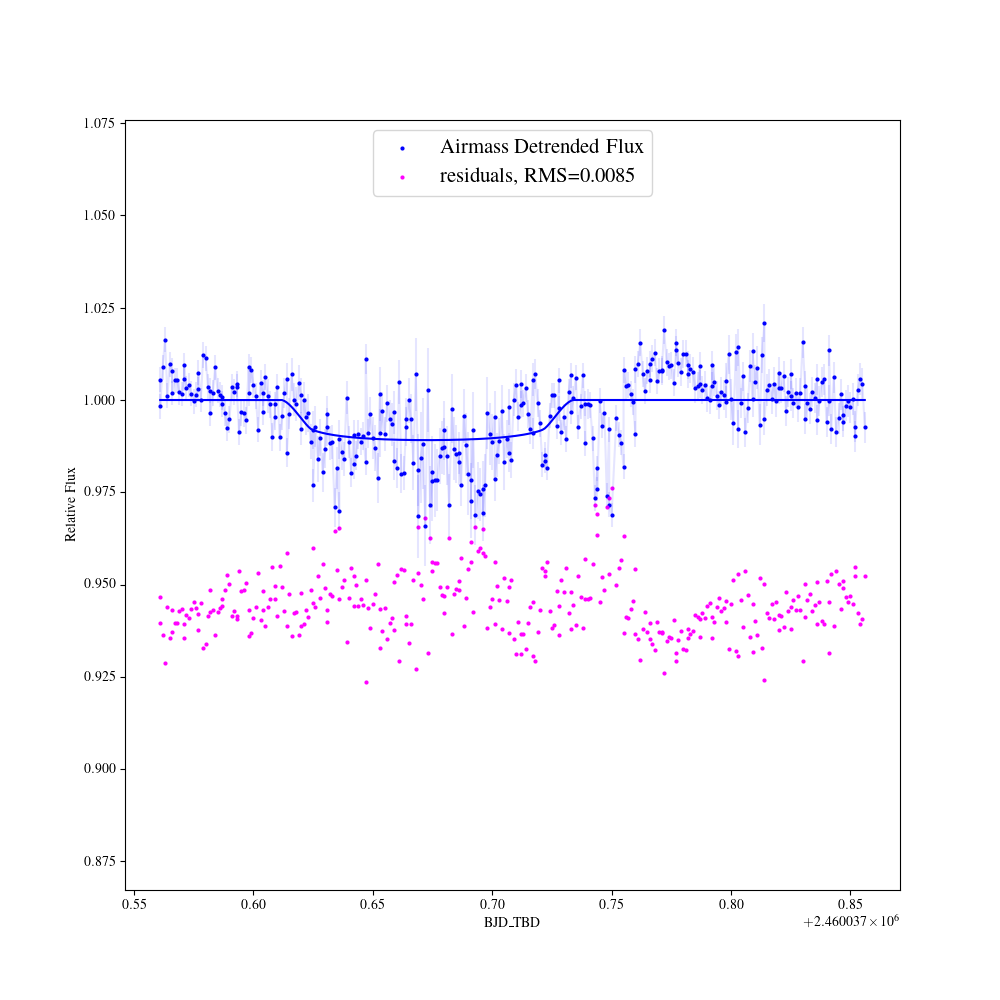 Airmass Detrended Flux
residuals, RMS=0.0085
1.075
1.050
1.025
1.000
0.975
0.950
0.925
0.900
0.875
Relative Flux
0.55 0.60 0.65 0.70 0.75 0.80 0.85
BJD_TBD
+2.460037×10⁶